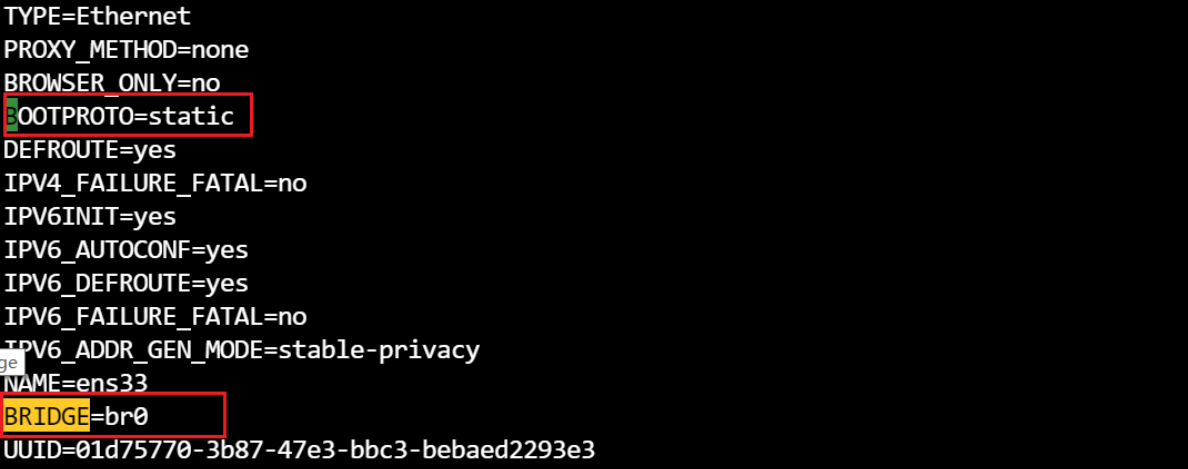 TYPE=Ethernet
PROXY_METHOD=none
BROWSER_ONLY=no
BOOTPROTO=static
DEFROUTE=yes
IPV4_FAILURE_FATAL=no
IPV6INIT=yes
IPV6_AUTOCONF=yes
IPV6_DEFROUTE=yes
IPV6_FAILURE_FATAL=no
IPV6_ADDR_GEN_MODE=stable-privacy
ge
NAME=ens33
BRIDGE=br0
UUID=01d75770-3b87-47e3-bbc3-bebaed2293e3